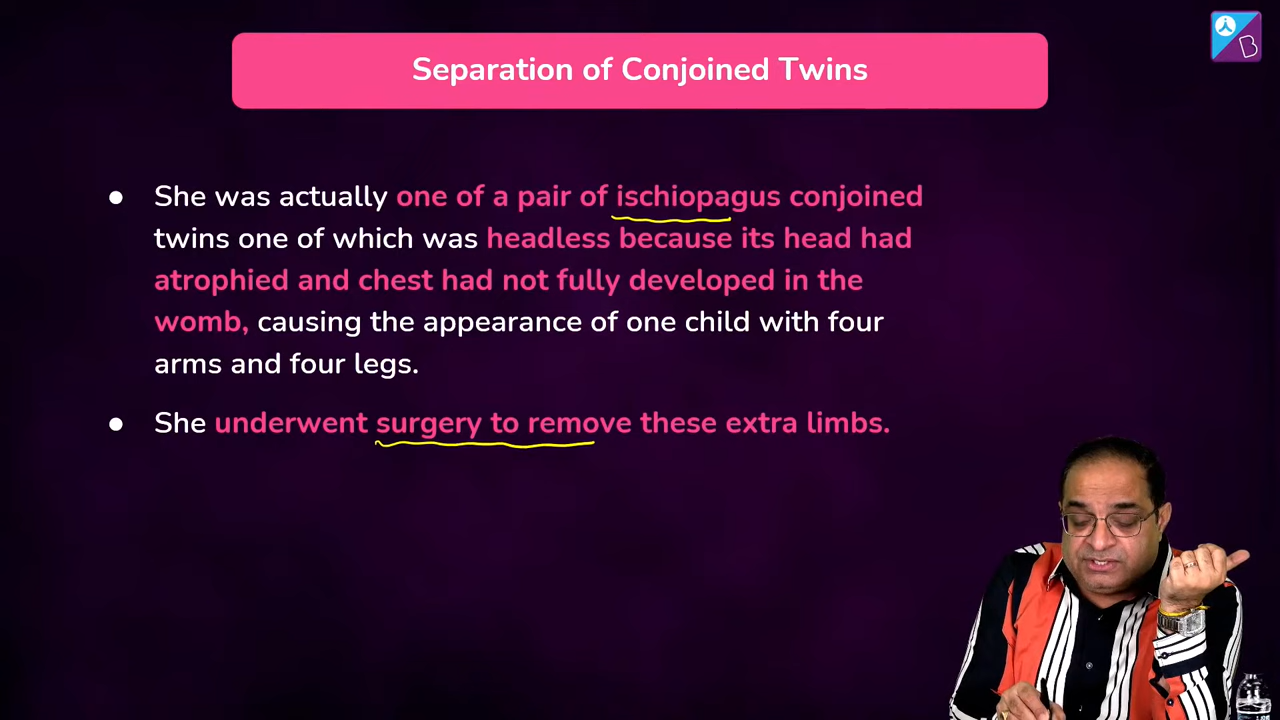 Separation of Conjoined Twins
● She was actually one of a pair of ischiopagus conjoined
twins one of which was headless because its head had
atrophied and chest had not fully developed in the
womb, causing the appearance of one child with four
arms and four legs.
● She underwent surgery to remove these extra limbs.
B